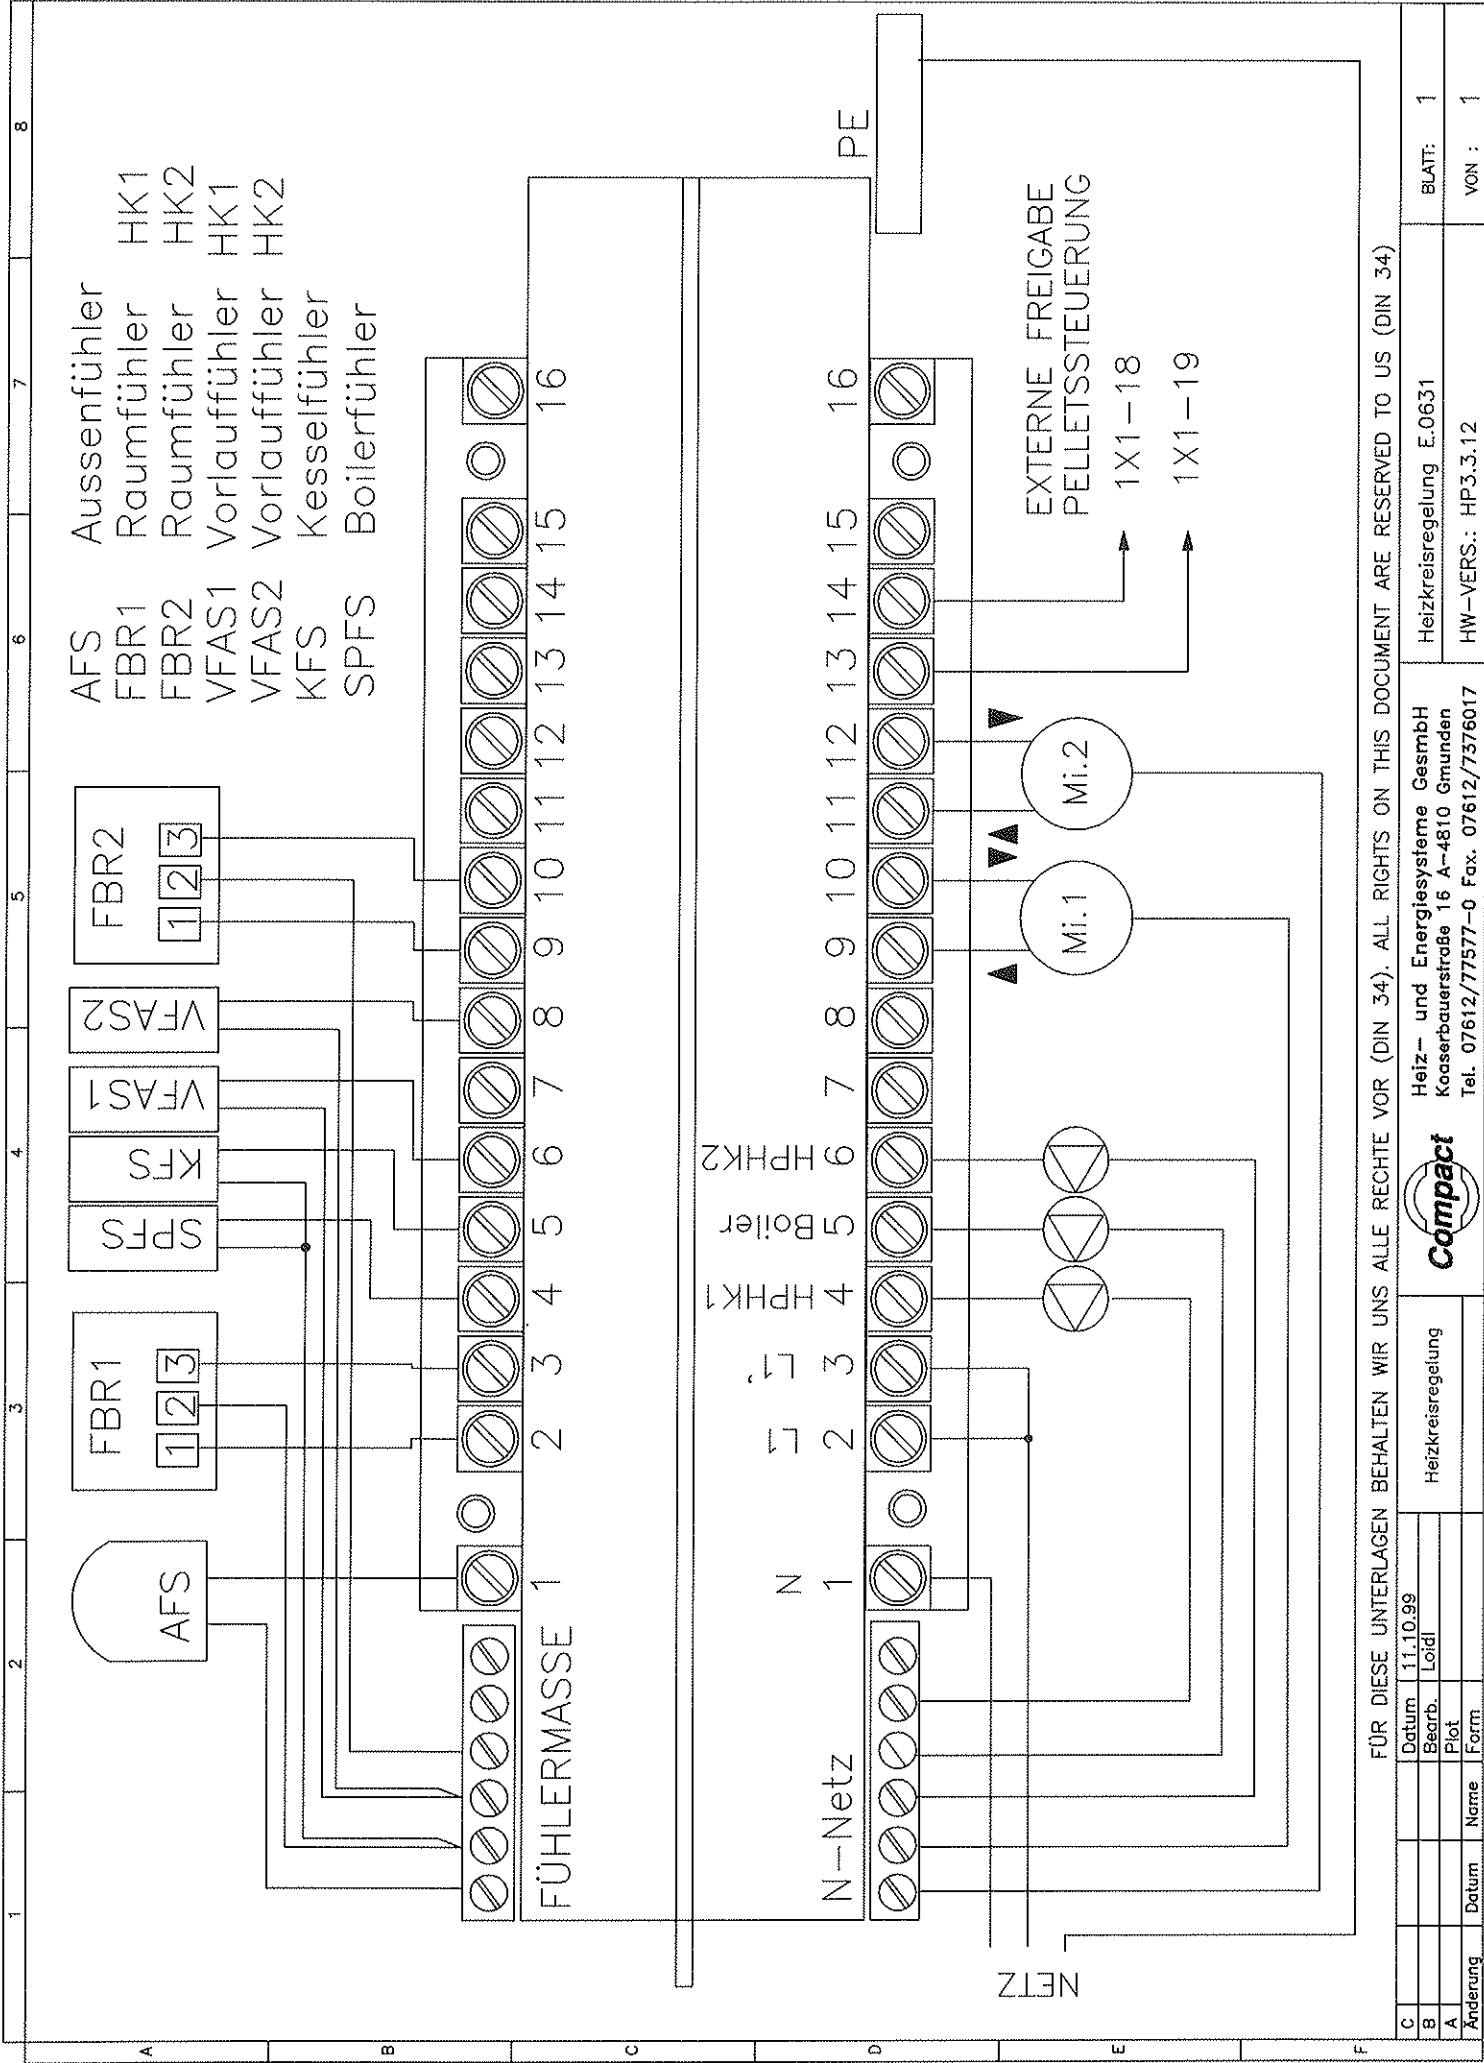 1 2 3 4 5 6 7 8
A
B
C
D
E
F
AFS Aussenfühler
FBR1 Raumfühler HK1
FBR2 Raumfühler HK2
VFAS1 Vorlauffühler HK1
VFAS2 Vorlauffühler HK2
KFS Kesselfühler
SPFS Boilerfühler
AFS
FBR1
1 2 3
SPFS
KFS
VFAS1
VFAS2
FBR2
1 2 3
FÜHLERMASSE
1 2 3 4 5 6 7 8 9 10 11 12 13 14 15 16
N
L1
L1'
HPHK1
Boiler
HPHK2
N-Netz
1 2 3 4 5 6 7 8 9 10 11 12 13 14 15 16
PE
Mi.1
Mi.2
EXTERNE FREIGABE
PELLETSSTEUERUNG
1X1-18
1X1-19
NETZ
FÜR DIESE UNTERLAGEN BEHALTEN WIR UNS ALLE RECHTE VOR (DIN 34). ALL RIGHTS ON THIS DOCUMENT ARE RESERVED TO US (DIN 34)
C
B
A
Änderung Datum Name
Datum 11.10.99
Bearb. Loidl
Plot
Form
Heizkreisregelung
Compact
Heiz- und Energiesysteme GesmbH
Koaserbauerstraße 16 A-4810 Gmunden
Tel. 07612/77577-0 Fax. 07612/7376017
Heizkreisregelung E.0631
HW-VERS.: HP3.3.12
BLATT: 1
VON : 1